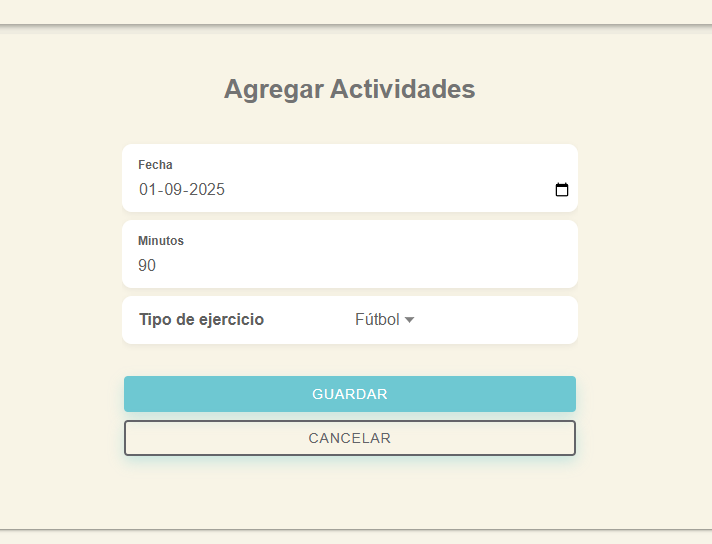 Agregar Actividades
Fecha
01-09-2025
Minutos
90
Tipo de ejercicio Fútbol
GUARDAR
CANCELAR